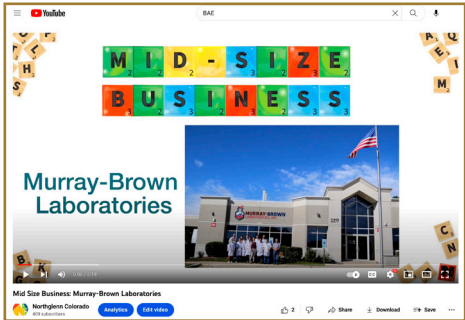 YouTube
BAE
MID-SIZE
BUSINESS
Murray-Brown
Laboratories
MURRAY-BROWN
LABORATORIES
Mid Size Business: Murray-Brown Laboratories
Northglenn Colorado
409 subscribers
Analytics
Edit video
2
Share
Download
Save